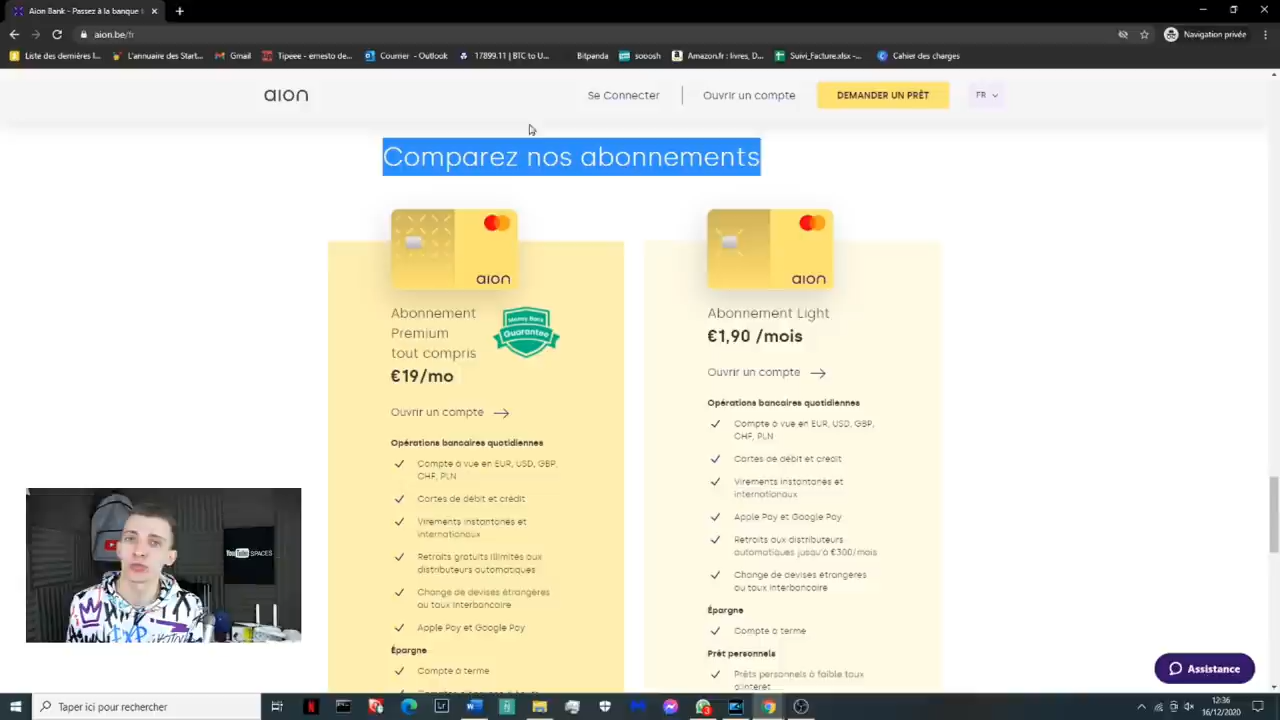 Aion Bank - Passez à la banque
aion.be/fr
Navigation privée
Liste des dernières l...
L'annuaire des Start...
Gmail
Tipeee - ernesto de...
Courrier - Outlook
17899.11 | BTC to U...
Bitpanda
sooosh
Amazon.fr : livres, D...
Suivi_Facture.xlsx -...
Cahier des charges
aion
Se Connecter
Ouvrir un compte
DEMANDER UN PRÊT
FR
Comparez nos abonnements
aion
Abonnement
Premium
tout compris
€19/mo
Money Back
Guarantee
Ouvrir un compte
Opérations bancaires quotidiennes
Compte à vue en EUR, USD, GBP,
CHF, PLN
Cartes de débit et crédit
Virements instantanés et
internationaux
Retraits gratuits illimités aux
distributeurs automatiques
Change de devises étrangères
au taux interbancaire
Apple Pay et Google Pay
Épargne
Compte à terme
aion
Abonnement Light
€1,90 /mois
Ouvrir un compte
Opérations bancaires quotidiennes
Compte à vue en EUR, USD, GBP,
CHF, PLN
Cartes de débit et crédit
Virements instantanés et
internationaux
Apple Pay et Google Pay
Retraits aux distributeurs
automatiques jusqu'à €300/mois
Change de devises étrangères
au taux interbancaire
Épargne
Compte à terme
Prêt personnels
Prêts personnels à faible taux
d'intérêt
YouTube SPACES
Assistance
Taper ici pour rechercher
12:36
16/12/2020